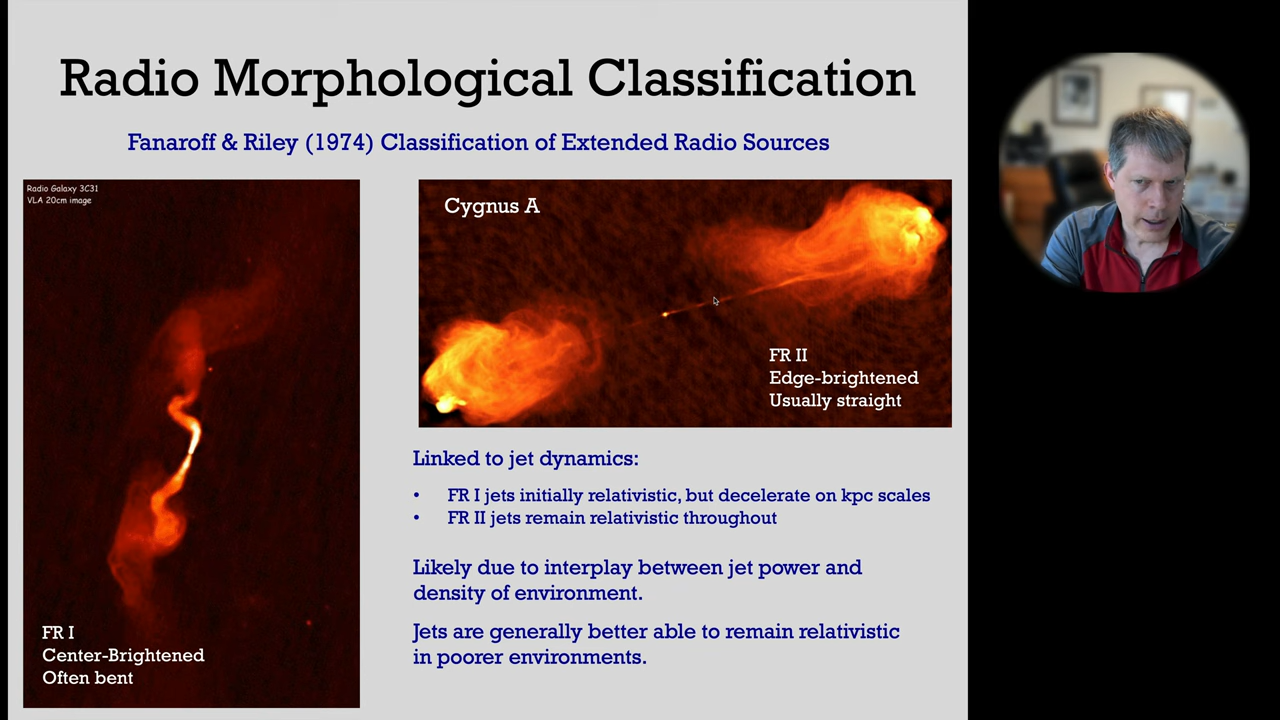 Radio Morphological Classification
Fanaroff & Riley (1974) Classification of Extended Radio Sources
Radio Galaxy 3C31
VLA 20cm image
FR I
Center-Brightened
Often bent
Cygnus A
FR II
Edge-brightened
Usually straight
Linked to jet dynamics:
• FR I jets initially relativistic, but decelerate on kpc scales
• FR II jets remain relativistic throughout
Likely due to interplay between jet power and
density of environment.
Jets are generally better able to remain relativistic
in poorer environments.